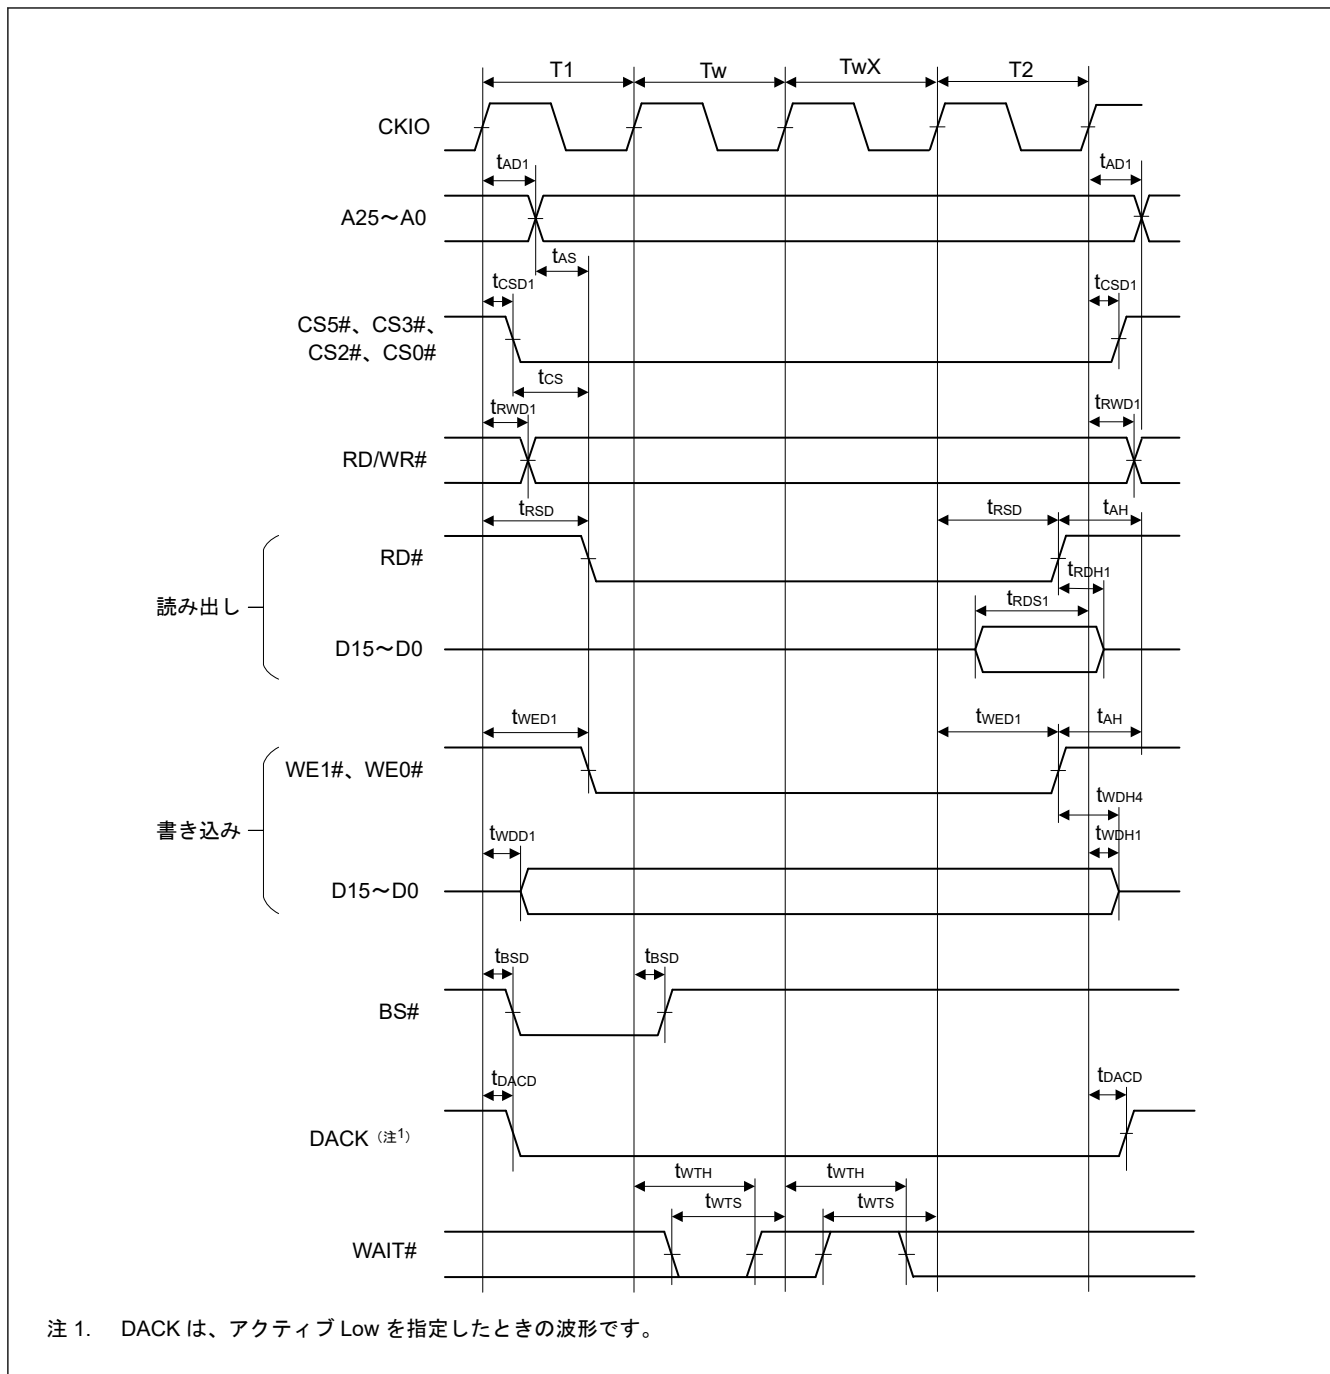 T1 Tw TwX T2
CKIO
tAD1 tAD1
A25～A0
tAS
tCSD1 tCSD1
CS5#、CS3#、
CS2#、CS0#
tCS
tRWD1 tRWD1
RD/WR#
tRSD tRSD tAH
RD#
tRDH1
読み出し
tRDS1
D15～D0
tWED1 tWED1 tAH
WE1#、WE0#
tWDH4
書き込み
tWDD1 tWDH1
D15～D0
tBSD tBSD
BS#
tDACD tDACD
DACK（注1）
tWTH tWTH
tWTS tWTS
WAIT#
注 1. DACK は、アクティブ Low を指定したときの波形です。